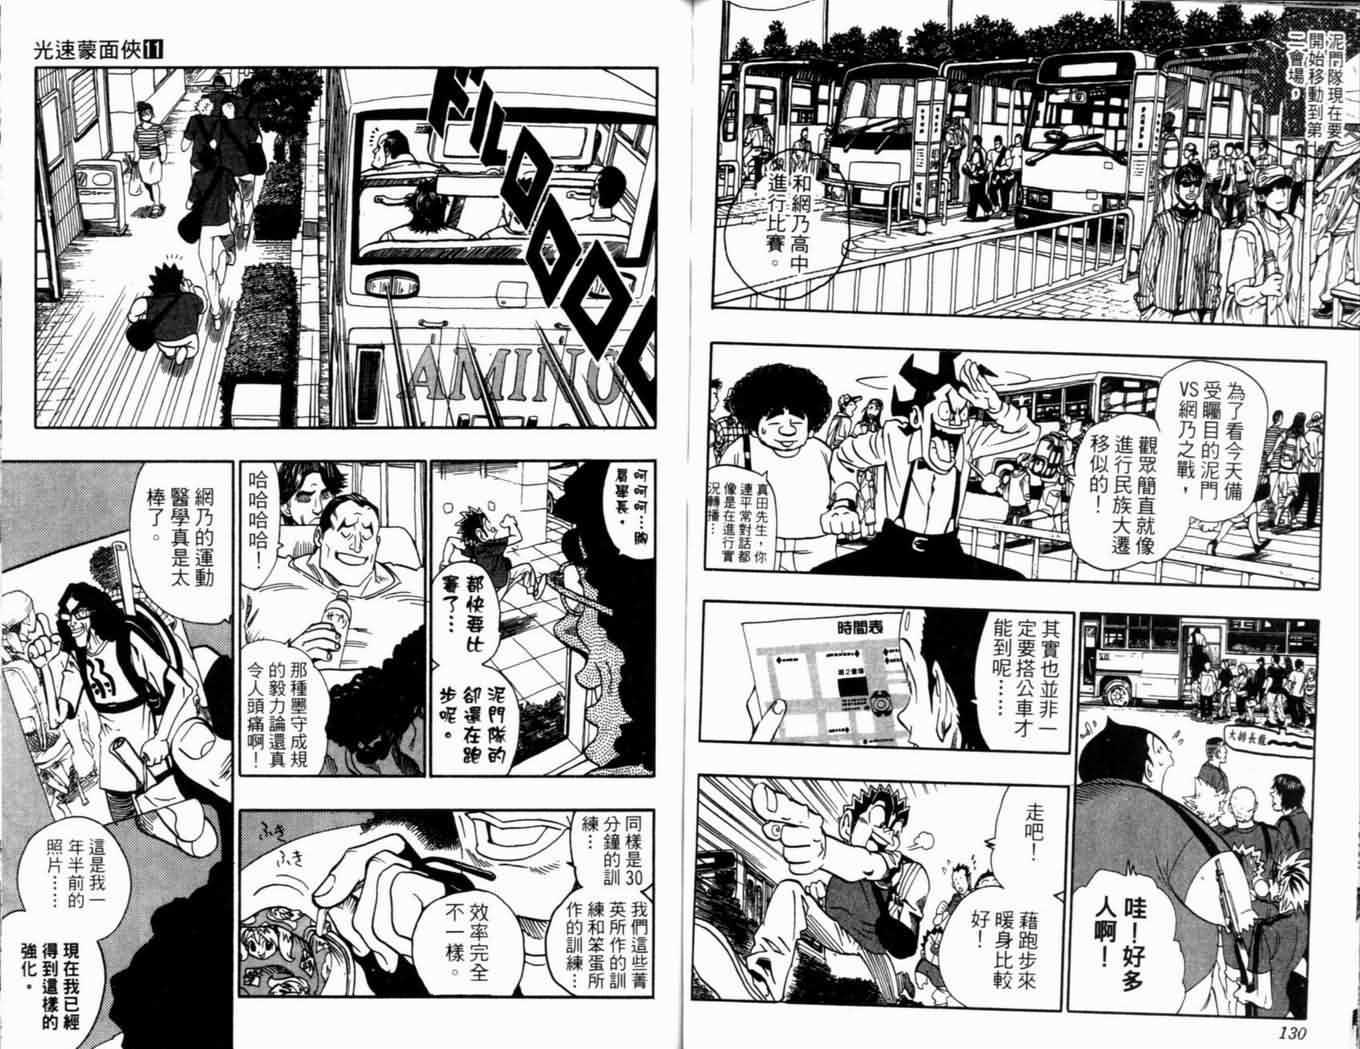 泥門隊現在要
開始移動到第
二會場，
和網乃高中
進行比賽。
為了看今天備
受矚目的泥門
VS網乃之戰，
觀眾簡直就像
進行民族大遷
移似的！
真田先生，你
連平常對話都
像是在進行實
況轉播…
大排長龍
哇！好多
人啊！
其實也並非一
定要搭公車才
能到呢……
時間表
走吧！
藉跑步來
暖身比較
好！
130
光速蒙面俠11
AMINO
呵呵呵…
學長。
都快要比
賽了……
泥門隊的
卻還在跑
步呢。
哈哈哈哈！
那種墨守成規
的毅力論還真
令人頭痛啊！
網乃的運動
醫學真是太
棒了。
同樣是30
分鐘的訓
練…
我們這些菁
英所作的訓
練和笨蛋所
作的訓練…
ふき
ふき
效率完全
不一樣。
這是我一
年半前的
照片……
現在我已經
得到這樣的
強化。